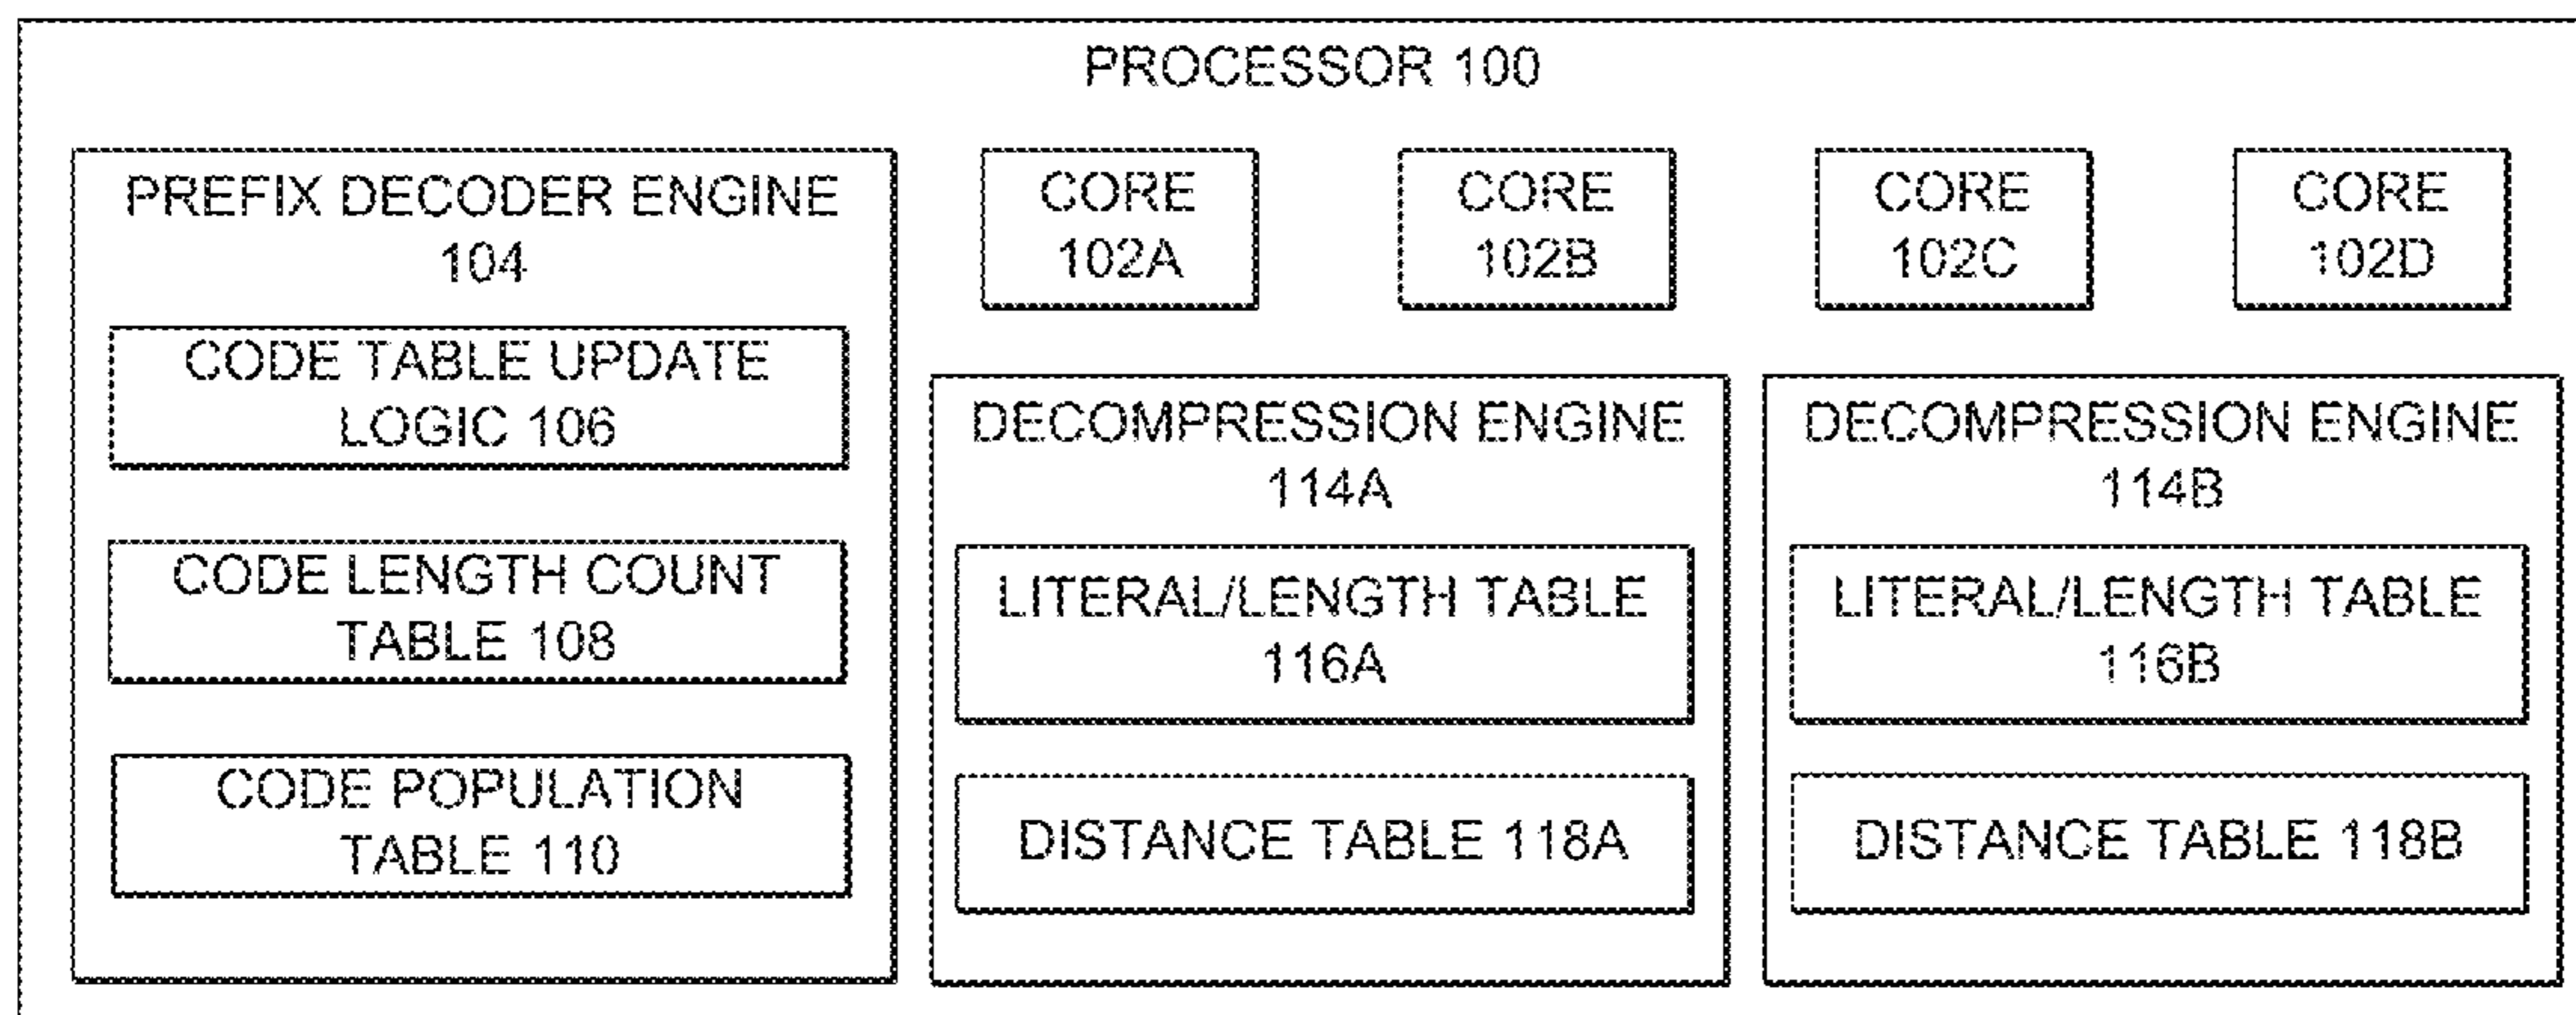 PROCESSOR 100
PREFIX DECODER ENGINE
104
CODE TABLE UPDATE
LOGIC 106
CODE LENGTH COUNT
TABLE 108
CODE POPULATION
TABLE 110
CORE
102A
CORE
102B
CORE
102C
CORE
102D
DECOMPRESSION ENGINE
114A
LITERAL/LENGTH TABLE
116A
DISTANCE TABLE 118A
DECOMPRESSION ENGINE
114B
LITERAL/LENGTH TABLE
116B
DISTANCE TABLE 118B